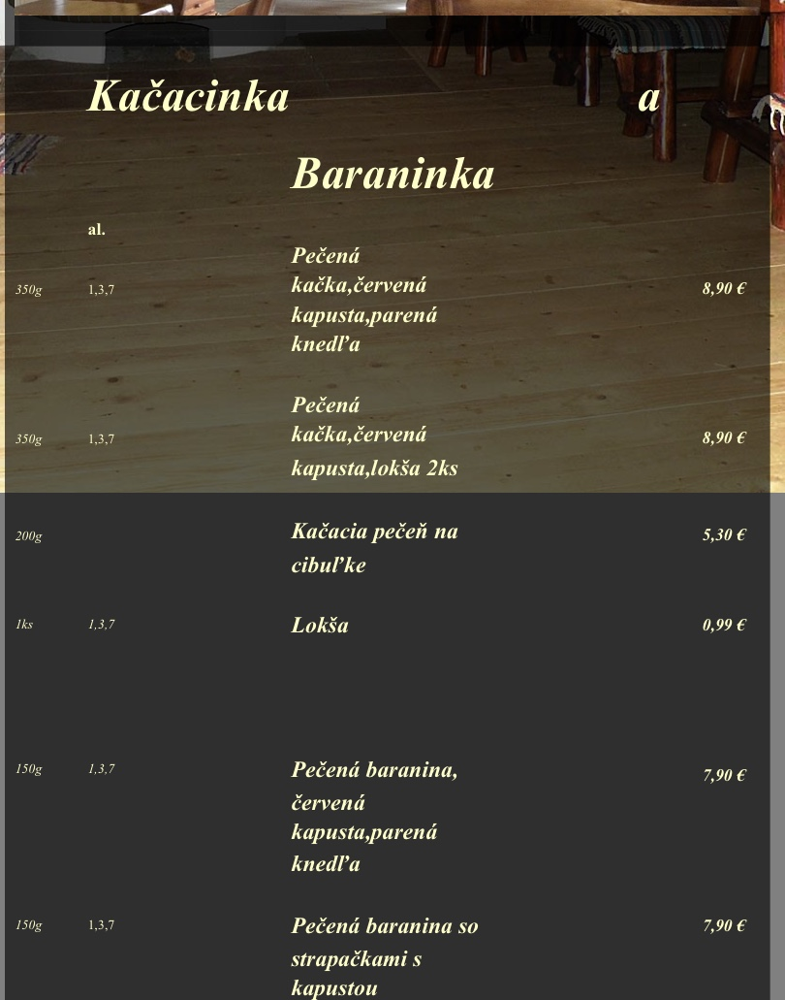 Kačacinka a
Baraninka
al.
Pečená
350g 1,3,7 kačka,červená 8,90 €
kapusta,parená
knedľa
Pečená
350g 1,3,7 kačka,červená 8,90 €
kapusta,lokša 2ks
200g Kačacia pečeň na 5,30 €
cibuľke
1ks 1,3,7 Lokša 0,99 €
150g 1,3,7 Pečená baranina, 7,90 €
červená
kapusta,parená
knedľa
150g 1,3,7 Pečená baranina so 7,90 €
strapačkami s
kapustou